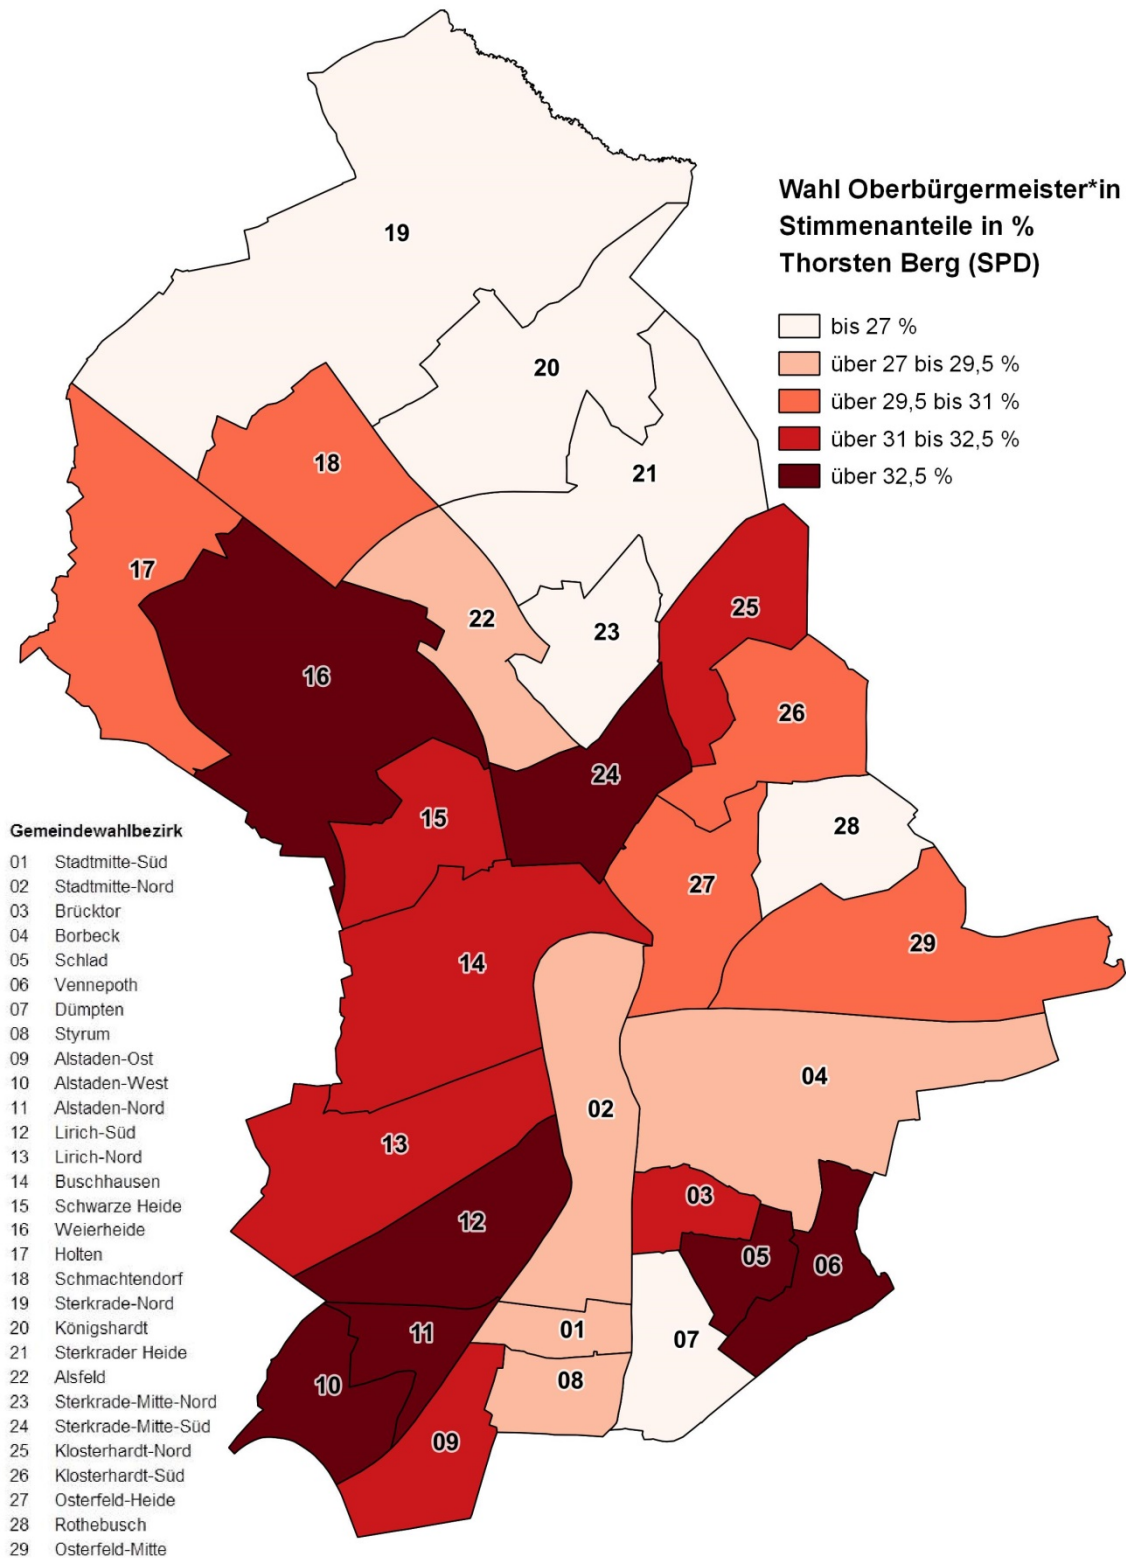 Wahl Oberbürgermeister*in
Stimmenanteile in %
Thorsten Berg (SPD)
bis 27 %
über 27 bis 29,5 %
über 29,5 bis 31 %
über 31 bis 32,5 %
über 32,5 %
19
20
21
18
17
22
23
25
16
26
24
15
28
27
29
14
04
02
13
03
12
05
06
01
11
07
08
10
09
Gemeindewahlbezirk
01 Stadtmitte-Süd
02 Stadtmitte-Nord
03 Brücktor
04 Borbeck
05 Schlad
06 Vennepoth
07 Dümpten
08 Styrum
09 Alstaden-Ost
10 Alstaden-West
11 Alstaden-Nord
12 Lirich-Süd
13 Lirich-Nord
14 Buschhausen
15 Schwarze Heide
16 Weierheide
17 Holten
18 Schmachtendorf
19 Sterkrade-Nord
20 Königshardt
21 Sterkrader Heide
22 Alsfeld
23 Sterkrade-Mitte-Nord
24 Sterkrade-Mitte-Süd
25 Klosterhardt-Nord
26 Klosterhardt-Süd
27 Osterfeld-Heide
28 Rothebusch
29 Osterfeld-Mitte